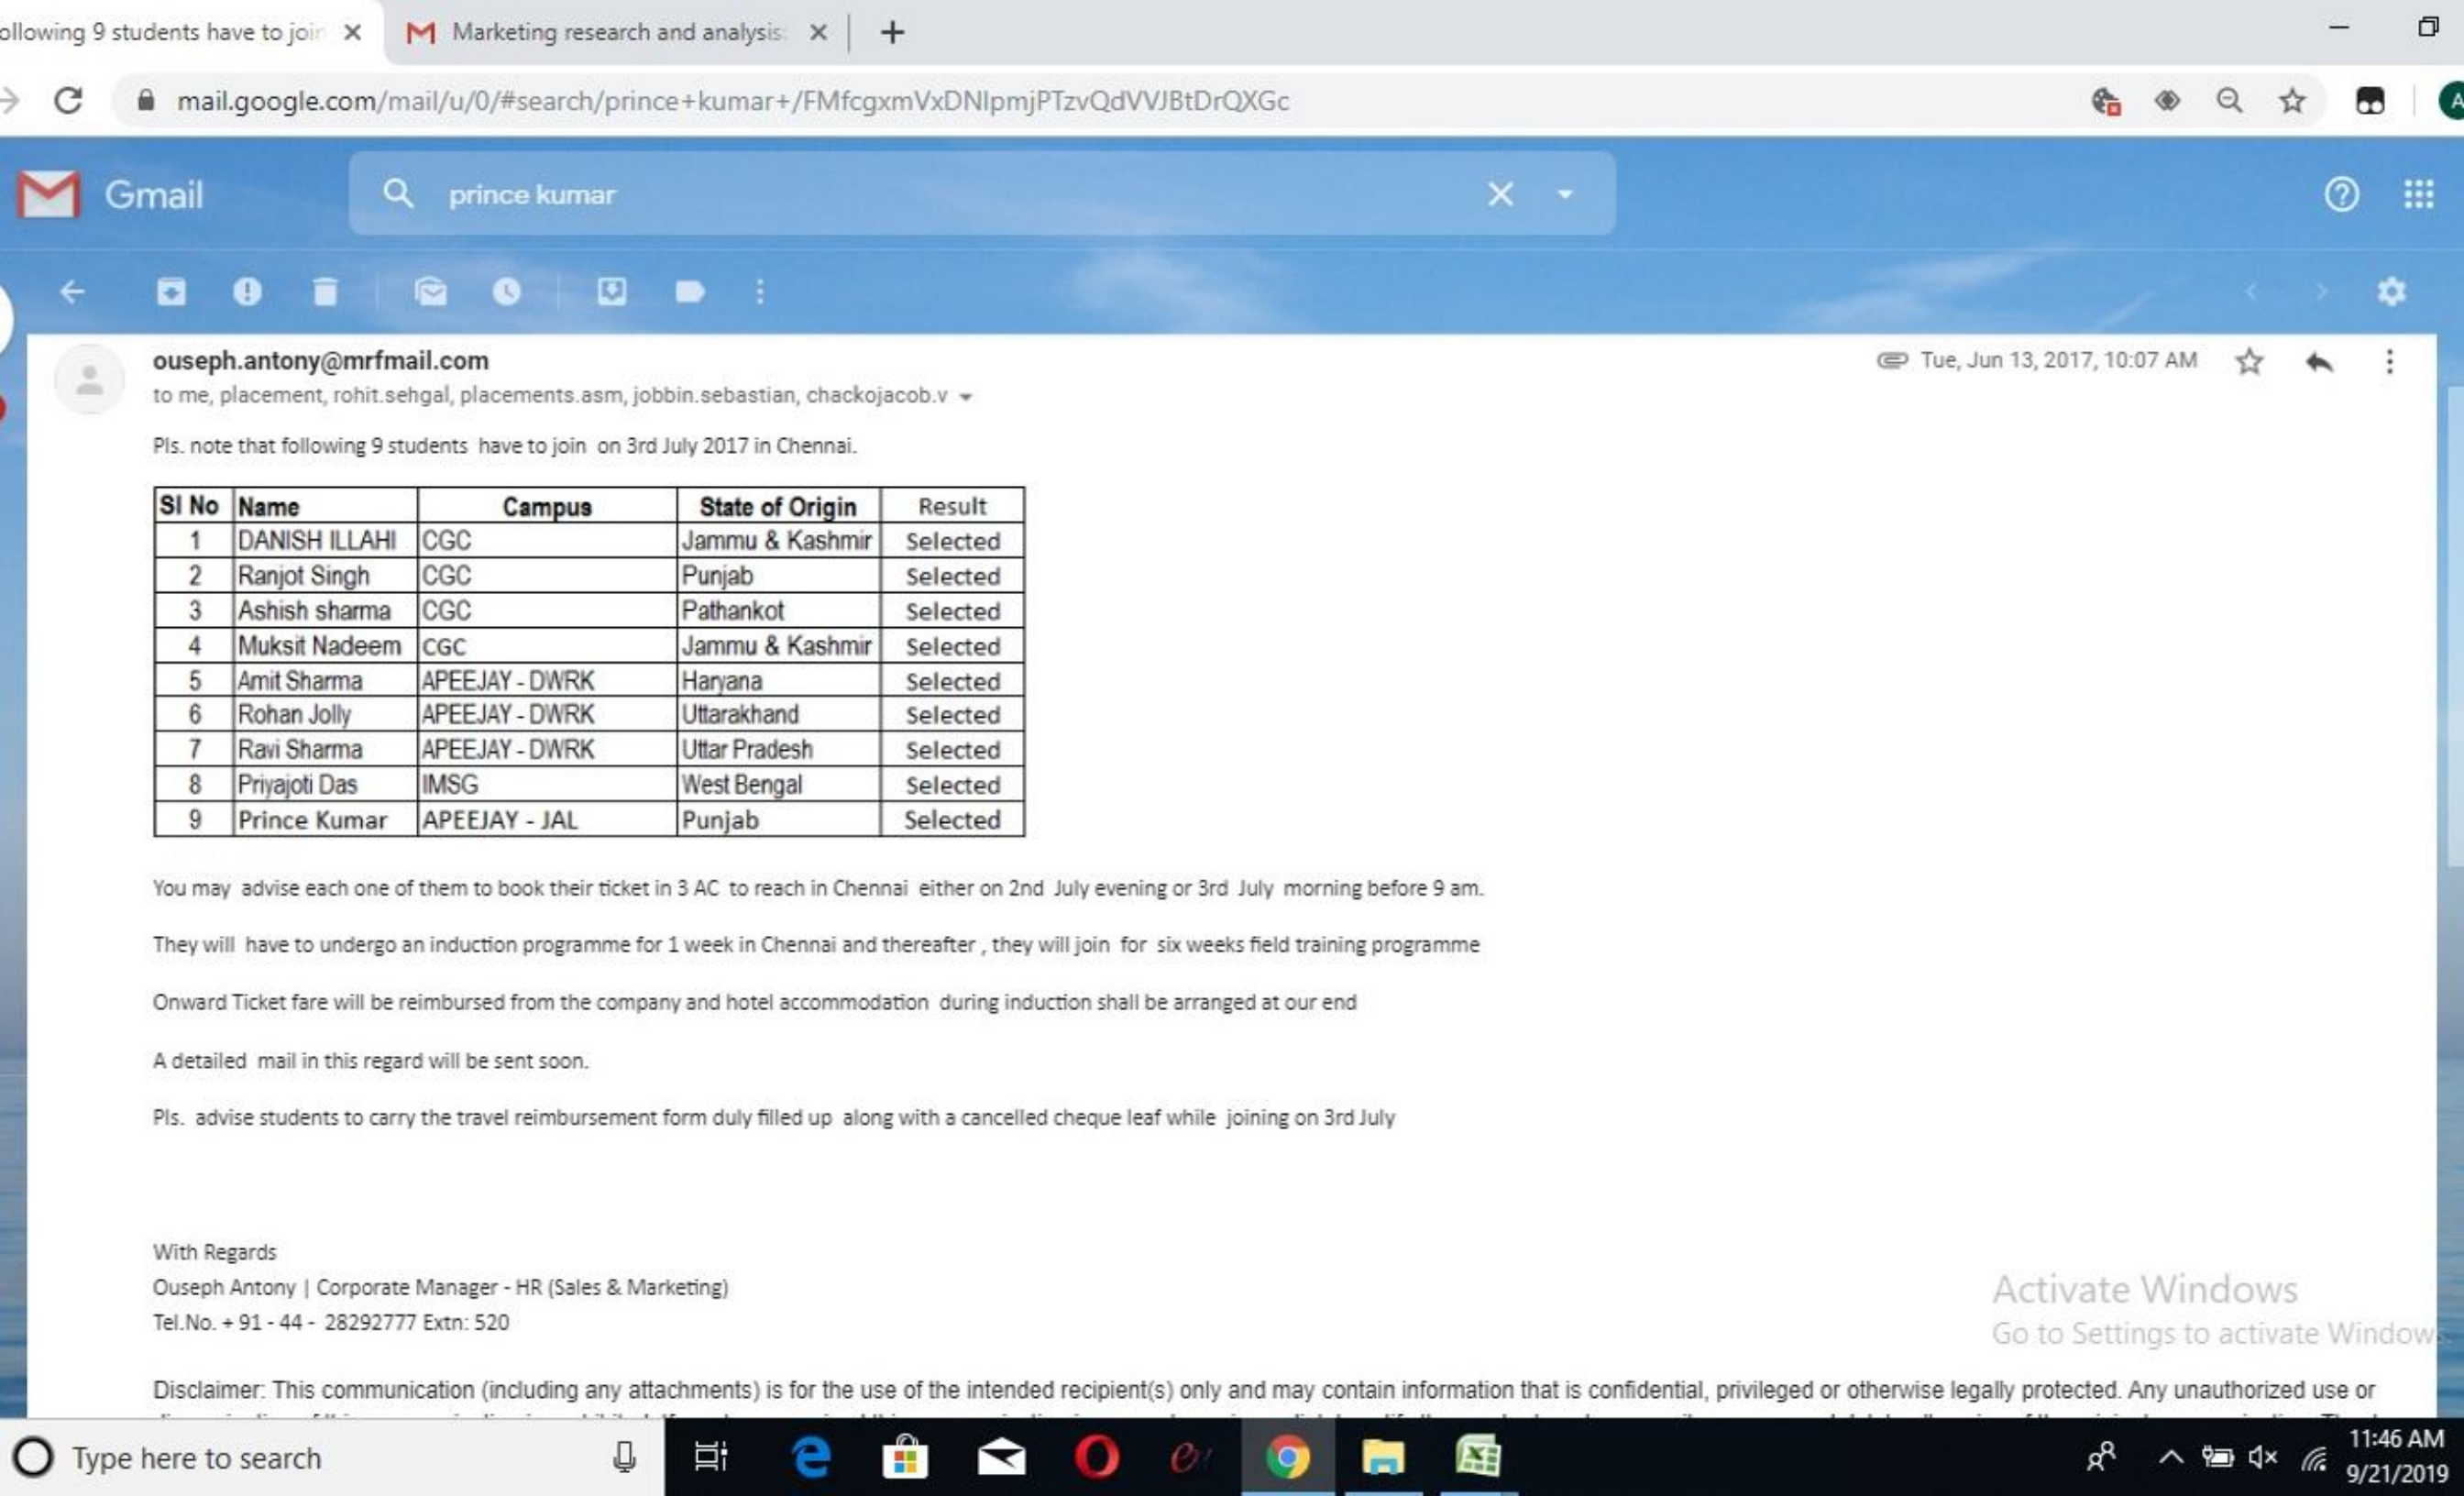 ollowing 9 students have to join
Marketing research and analysis:
mail.google.com/mail/u/0/#search/prince+kumar+/FMfcgxmVxDNlpmjPTzvQdVVJBtDrQXGc
A
Gmail
prince kumar
ouseph.antony@mrfmail.com
Tue, Jun 13, 2017, 10:07 AM
to me, placement, rohit.sehgal, placements.asm, jobbin.sebastian, chackojacob.v
Pls. note that following 9 students have to join on 3rd July 2017 in Chennai.
Sl No Name Campus State of Origin Result
1 DANISH ILLAHI CGC Jammu & Kashmir Selected
2 Ranjot Singh CGC Punjab Selected
3 Ashish sharma CGC Pathankot Selected
4 Muksit Nadeem CGC Jammu & Kashmir Selected
5 Amit Sharma APEEJAY - DWRK Haryana Selected
6 Rohan Jolly APEEJAY - DWRK Uttarakhand Selected
7 Ravi Sharma APEEJAY - DWRK Uttar Pradesh Selected
8 Priyajoti Das IMSG West Bengal Selected
9 Prince Kumar APEEJAY - JAL Punjab Selected
You may advise each one of them to book their ticket in 3 AC to reach in Chennai either on 2nd July evening or 3rd July morning before 9 am.
They will have to undergo an induction programme for 1 week in Chennai and thereafter , they will join for six weeks field training programme
Onward Ticket fare will be reimbursed from the company and hotel accommodation during induction shall be arranged at our end
A detailed mail in this regard will be sent soon.
Pls. advise students to carry the travel reimbursement form duly filled up along with a cancelled cheque leaf while joining on 3rd July
With Regards
Ouseph Antony | Corporate Manager - HR (Sales & Marketing)
Tel.No. + 91 - 44 - 28292777 Extn: 520
Activate Windows
Go to Settings to activate Window
Disclaimer: This communication (including any attachments) is for the use of the intended recipient(s) only and may contain information that is confidential, privileged or otherwise legally protected. Any unauthorized use or
Type here to search
11:46 AM
9/21/2019